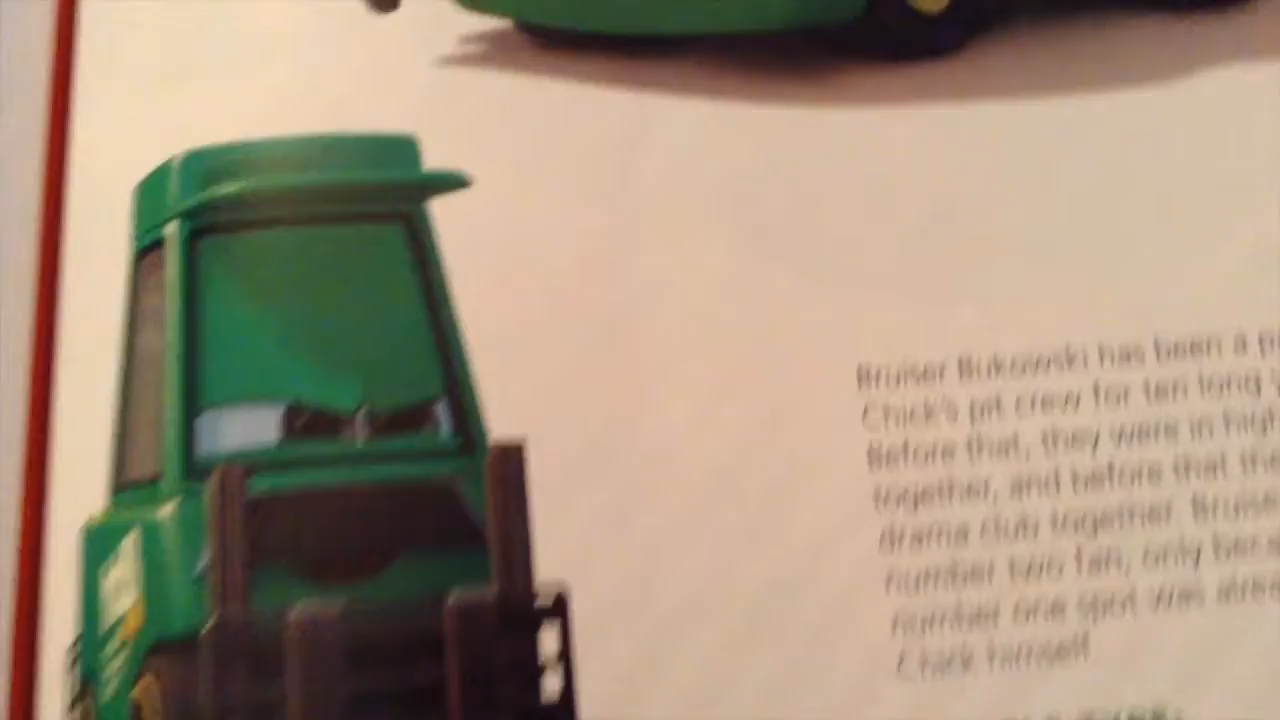 Bruiser Bukowski has been a
Chick's pit crew for ten long
Before that, they were in high
together, and before that the
drama club together. Bruise
number two fan, only beca
number one spot was alrea
Chick himself